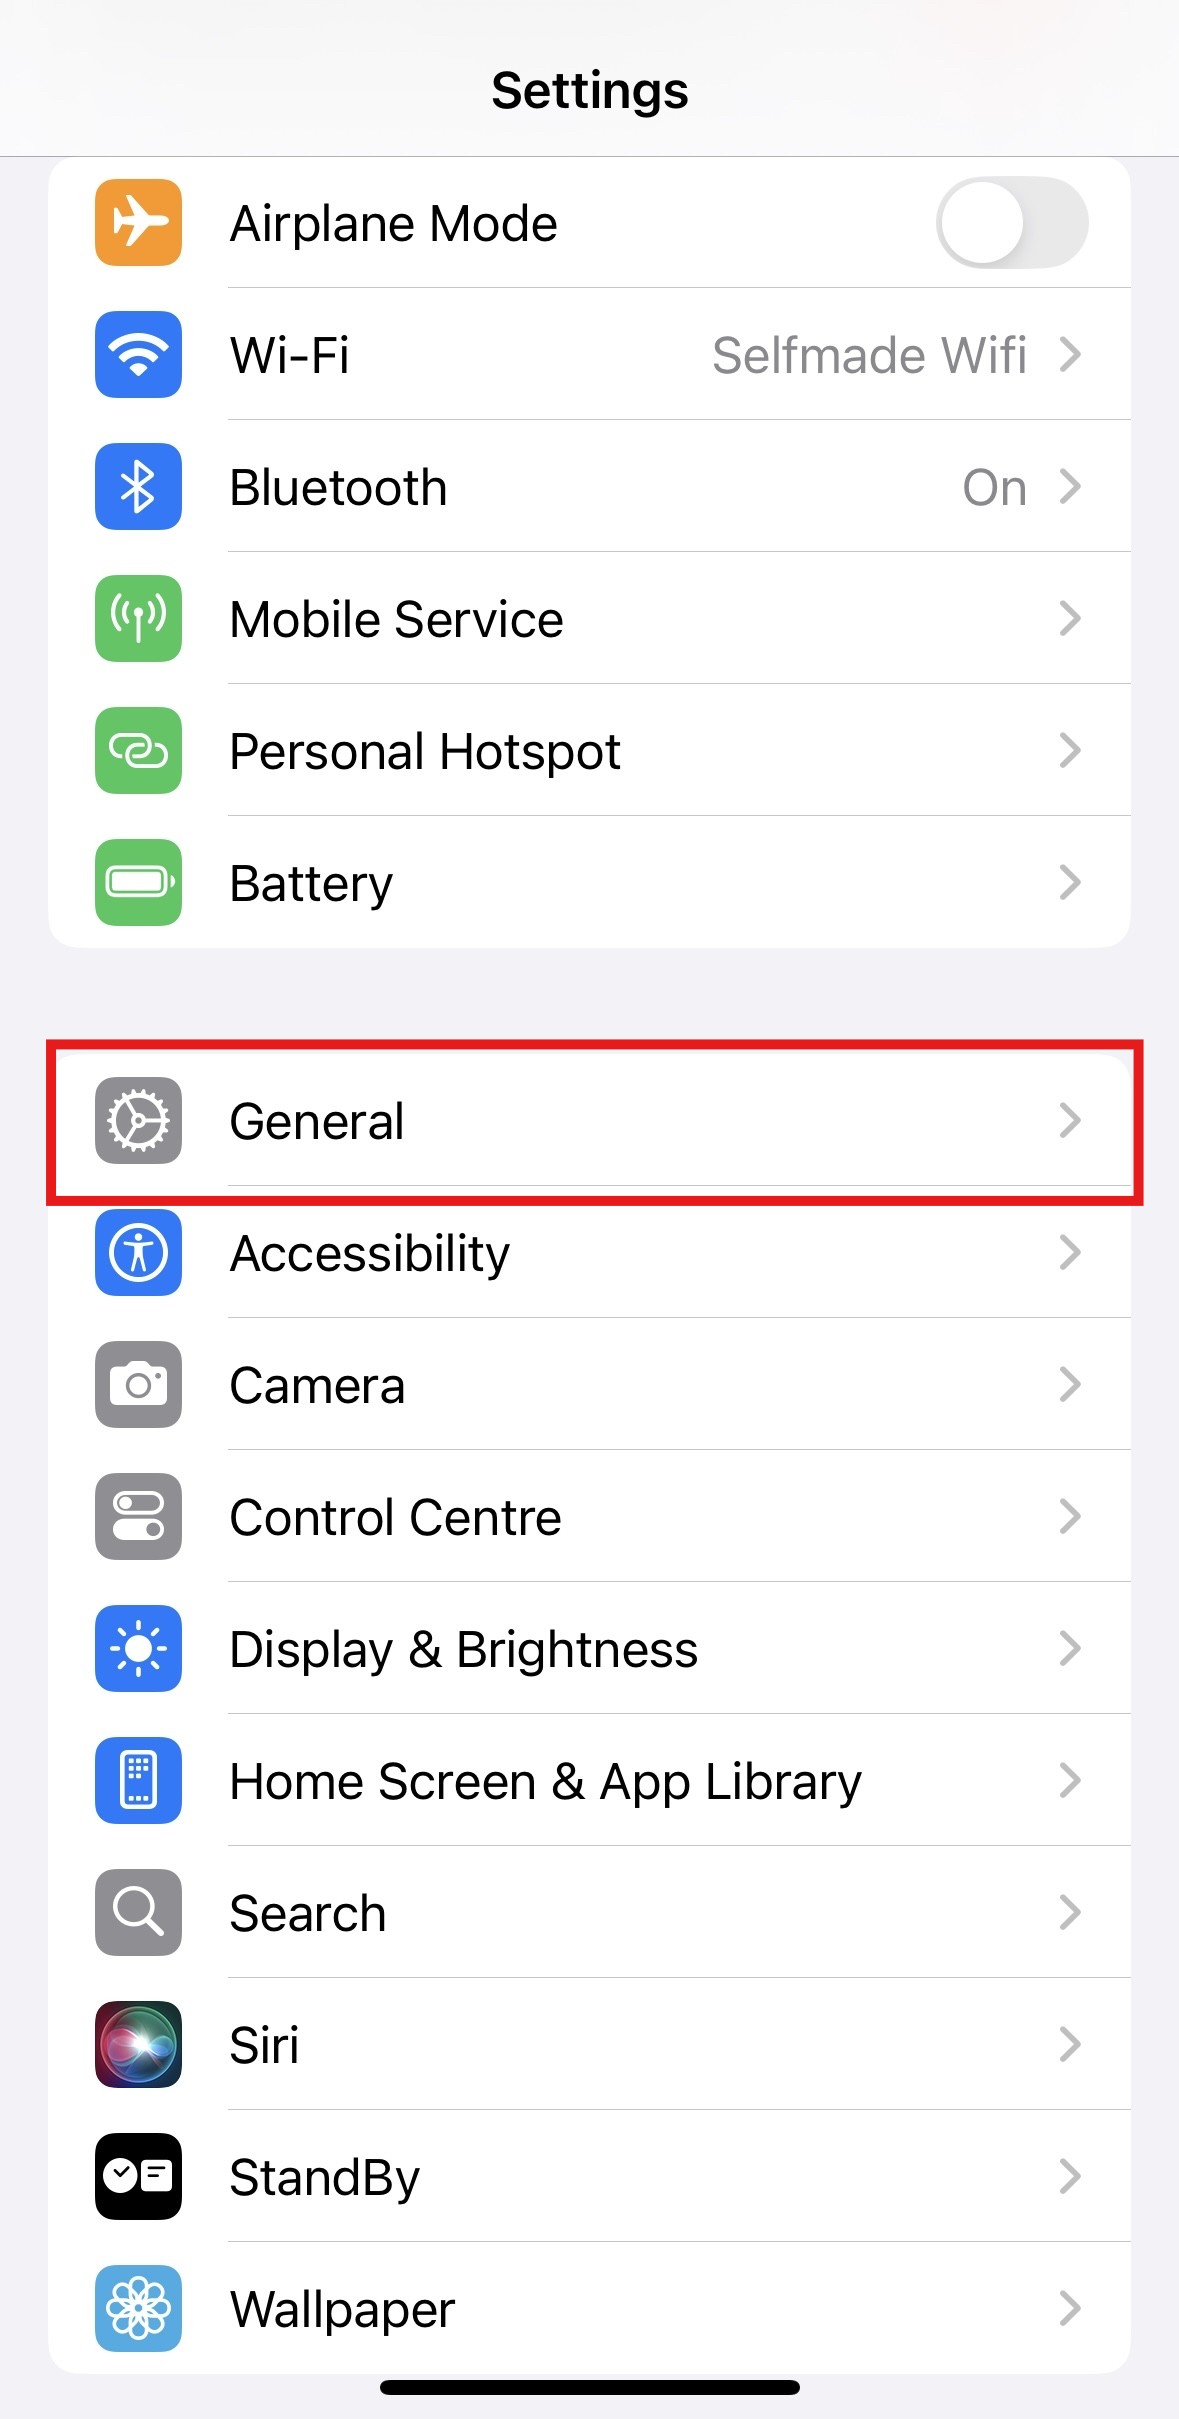 Settings
Airplane Mode
Wi-Fi Selfmade Wifi
Bluetooth On
Mobile Service
Personal Hotspot
Battery
General
Accessibility
Camera
Control Centre
Display & Brightness
Home Screen & App Library
Search
Siri
StandBy
Wallpaper